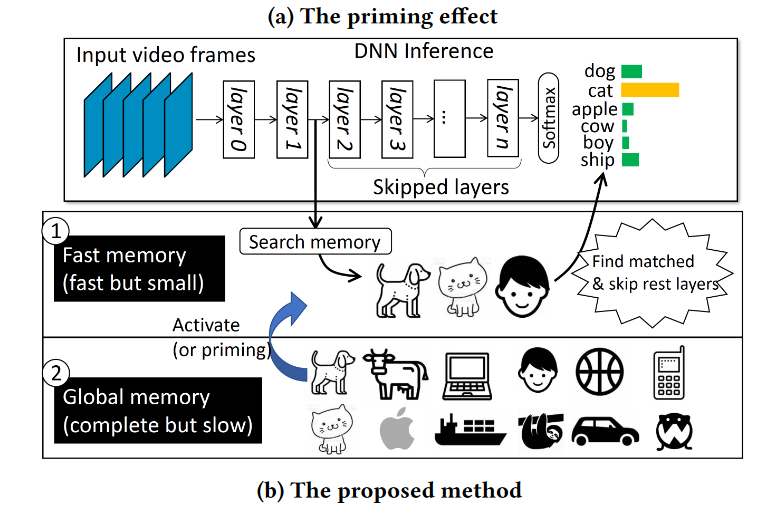 (a) The priming effect
Input video frames
DNN Inference
layer 0
layer 1
layer 2
layer 3
...
layer n
Softmax
dog
cat
apple
cow
boy
ship
Skipped layers
1
Fast memory
(fast but small)
Search memory
Find matched
& skip rest layers
Activate
(or priming)
2
Global memory
(complete but slow)
(b) The proposed method